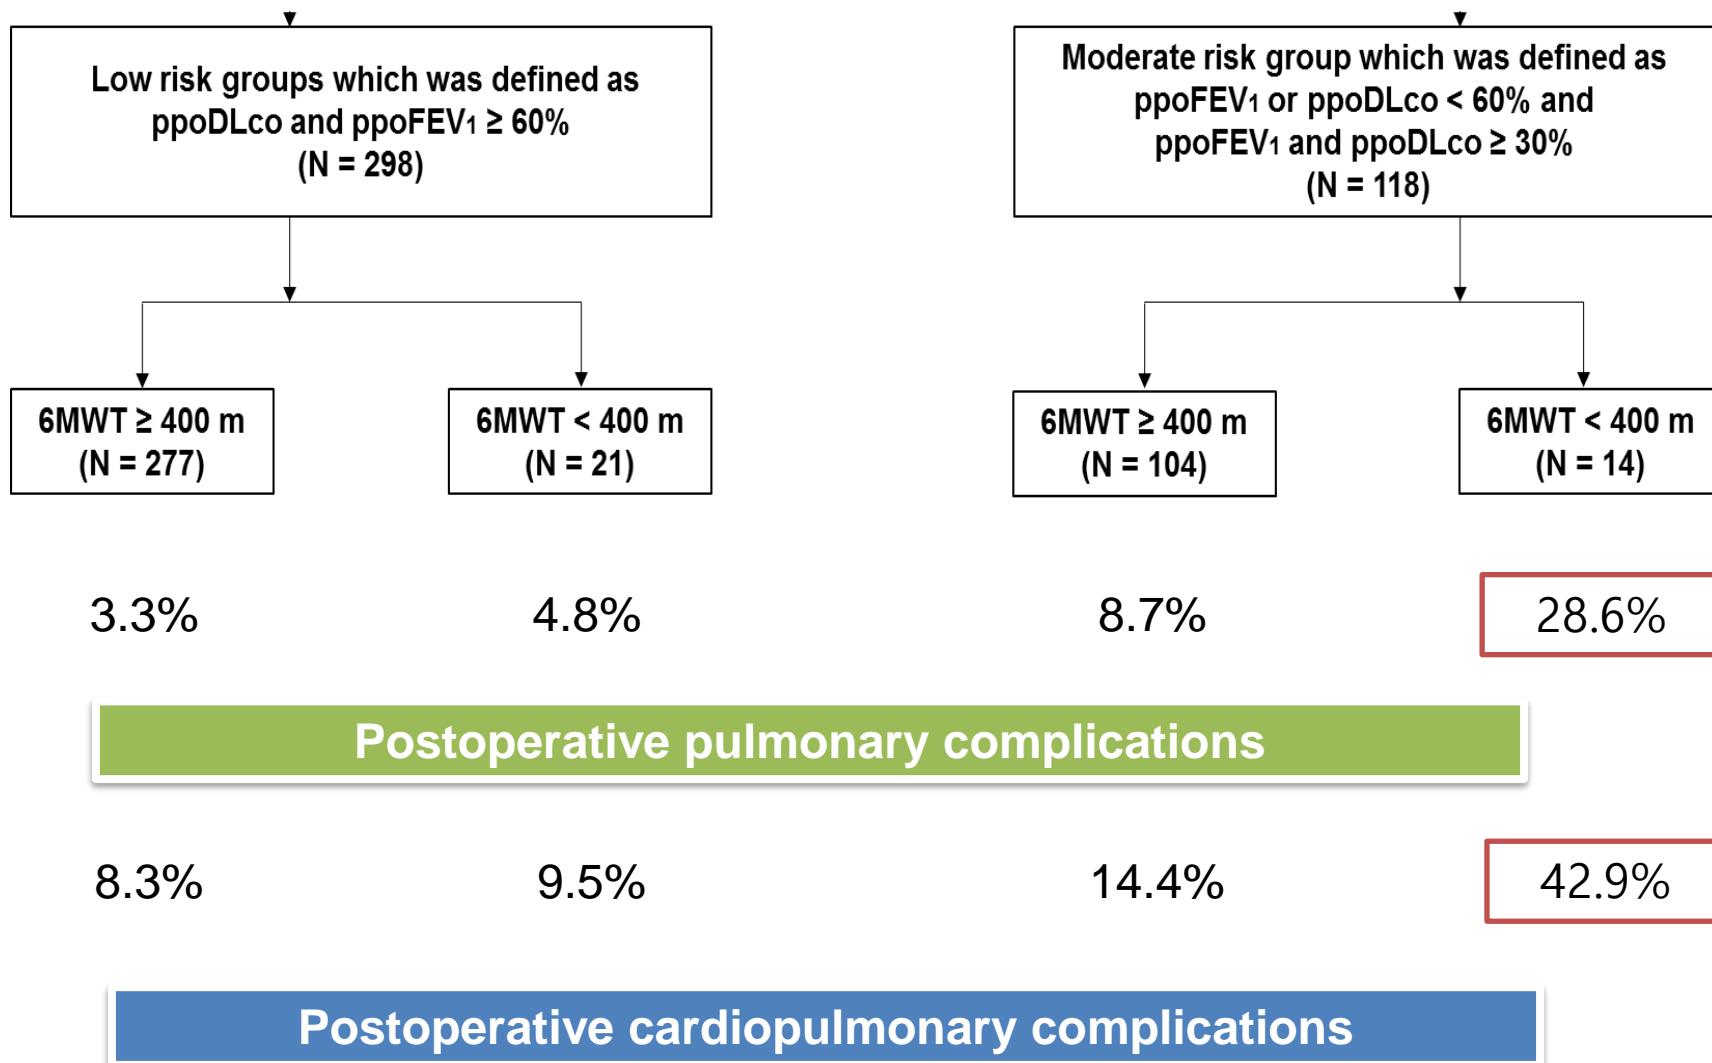 Low risk groups which was defined as
ppoDLco and ppoFEV₁ ≥ 60%
(N = 298)
Moderate risk group which was defined as
ppoFEV₁ or ppoDLco < 60% and
ppoFEV₁ and ppoDLco ≥ 30%
(N = 118)
6MWT ≥ 400 m
(N = 277)
6MWT < 400 m
(N = 21)
6MWT ≥ 400 m
(N = 104)
6MWT < 400 m
(N = 14)
3.3%
4.8%
8.7%
28.6%
Postoperative pulmonary complications
8.3%
9.5%
14.4%
42.9%
Postoperative cardiopulmonary complications